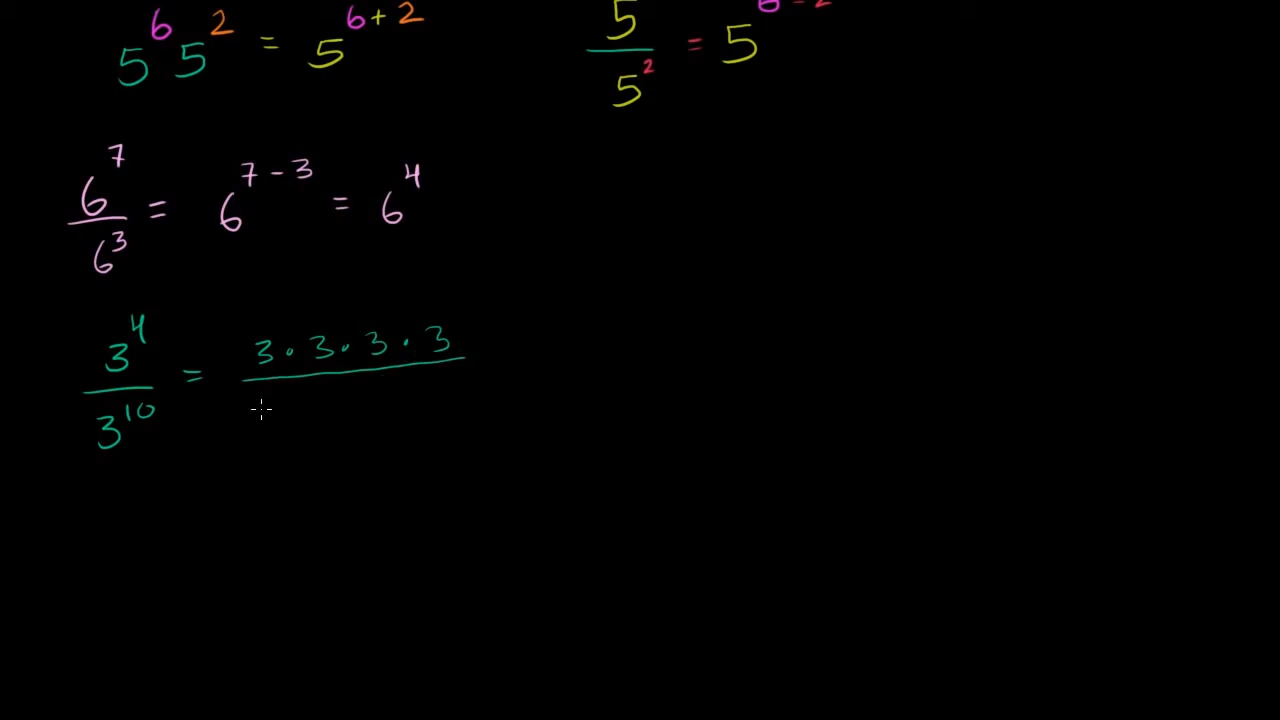 5^6 5^2 = 5^{6+2}
5 / 5^2 = 5^{6-2}
6^7 / 6^3 = 6^{7-3} = 6^4
3^4 / 3^10 = 3 · 3 · 3 · 3